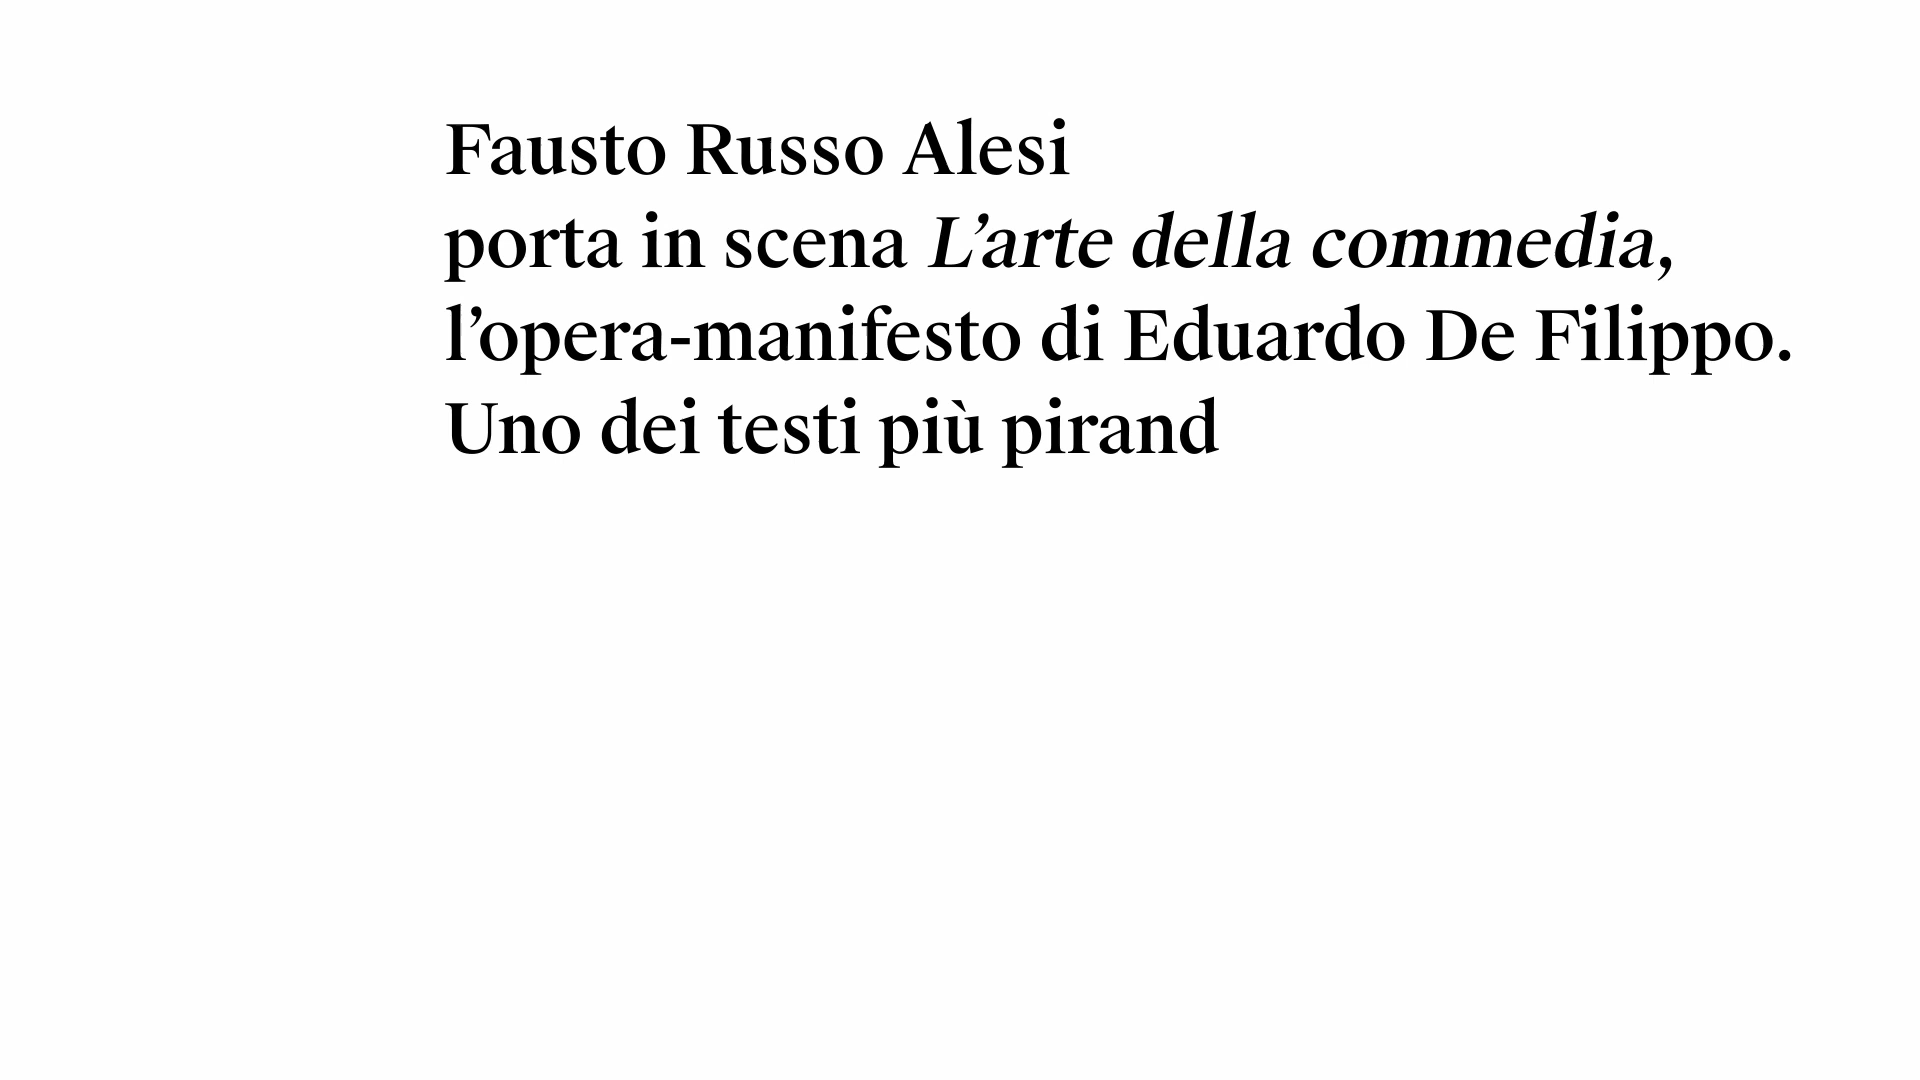 Fausto Russo Alesi
porta in scena L’arte della commedia,
l’opera-manifesto di Eduardo De Filippo.
Uno dei testi più pirand